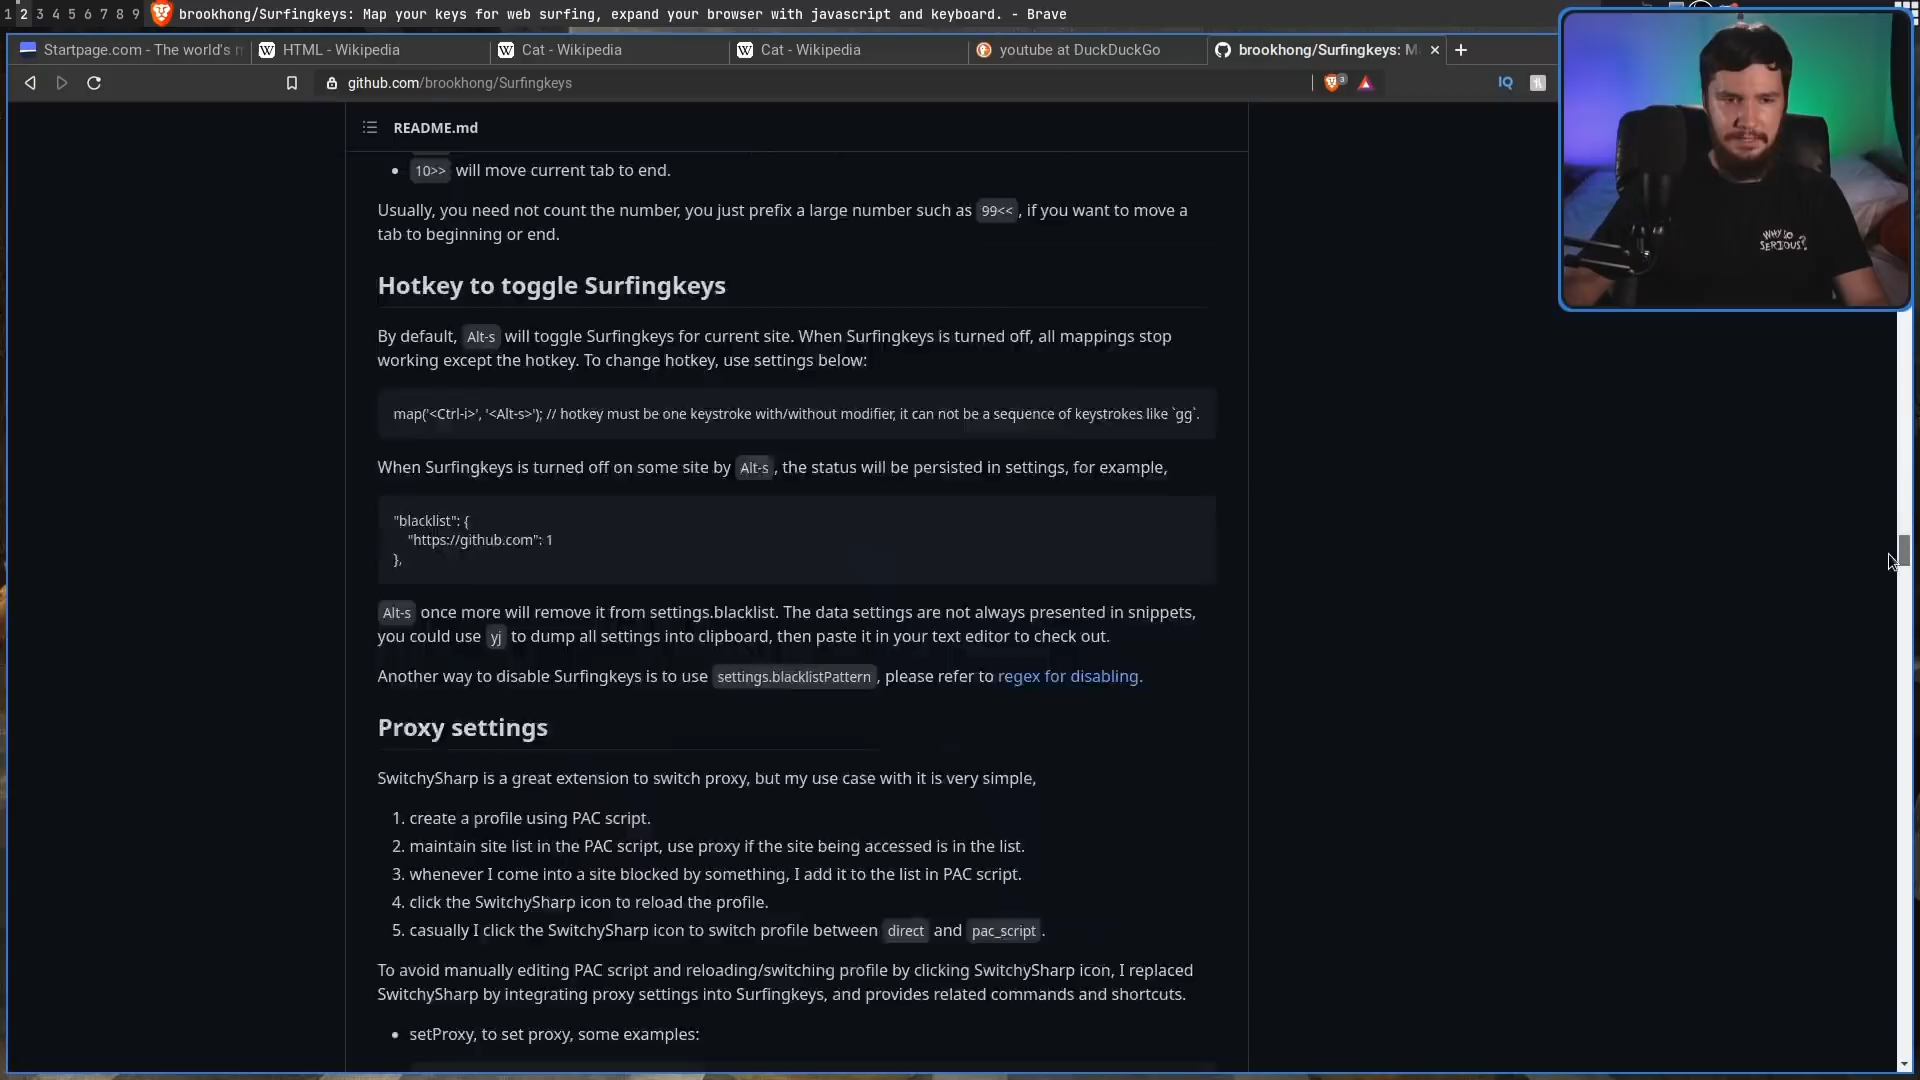 1 2 3 4 5 6 7 8 9 brookhong/Surfingkeys: Map your keys for web surfing, expand your browser with javascript and keyboard. - Brave
Startpage.com - The world's m
W HTML - Wikipedia
W Cat - Wikipedia
W Cat - Wikipedia
youtube at DuckDuckGo
brookhong/Surfingkeys: M
github.com/brookhong/Surfingkeys
3
IQ
README.md
10>> will move current tab to end.
Usually, you need not count the number, you just prefix a large number such as 99<<, if you want to move a
tab to beginning or end.
Hotkey to toggle Surfingkeys
By default, Alt-s will toggle Surfingkeys for current site. When Surfingkeys is turned off, all mappings stop
working except the hotkey. To change hotkey, use settings below:
map('<Ctrl-i>', '<Alt-s>'); // hotkey must be one keystroke with/without modifier, it can not be a sequence of keystrokes like `gg`.
When Surfingkeys is turned off on some site by Alt-s, the status will be persisted in settings, for example,
"blacklist": {
"https://github.com": 1
},
Alt-s once more will remove it from settings.blacklist. The data settings are not always presented in snippets,
you could use yj to dump all settings into clipboard, then paste it in your text editor to check out.
Another way to disable Surfingkeys is to use settings.blacklistPattern, please refer to regex for disabling.
Proxy settings
SwitchySharp is a great extension to switch proxy, but my use case with it is very simple,
1. create a profile using PAC script.
2. maintain site list in the PAC script, use proxy if the site being accessed is in the list.
3. whenever I come into a site blocked by something, I add it to the list in PAC script.
4. click the SwitchySharp icon to reload the profile.
5. casually I click the SwitchySharp icon to switch profile between direct and pac_script.
To avoid manually editing PAC script and reloading/switching profile by clicking SwitchySharp icon, I replaced
SwitchySharp by integrating proxy settings into Surfingkeys, and provides related commands and shortcuts.
setProxy, to set proxy, some examples:
WHY SO
SERIOUS?